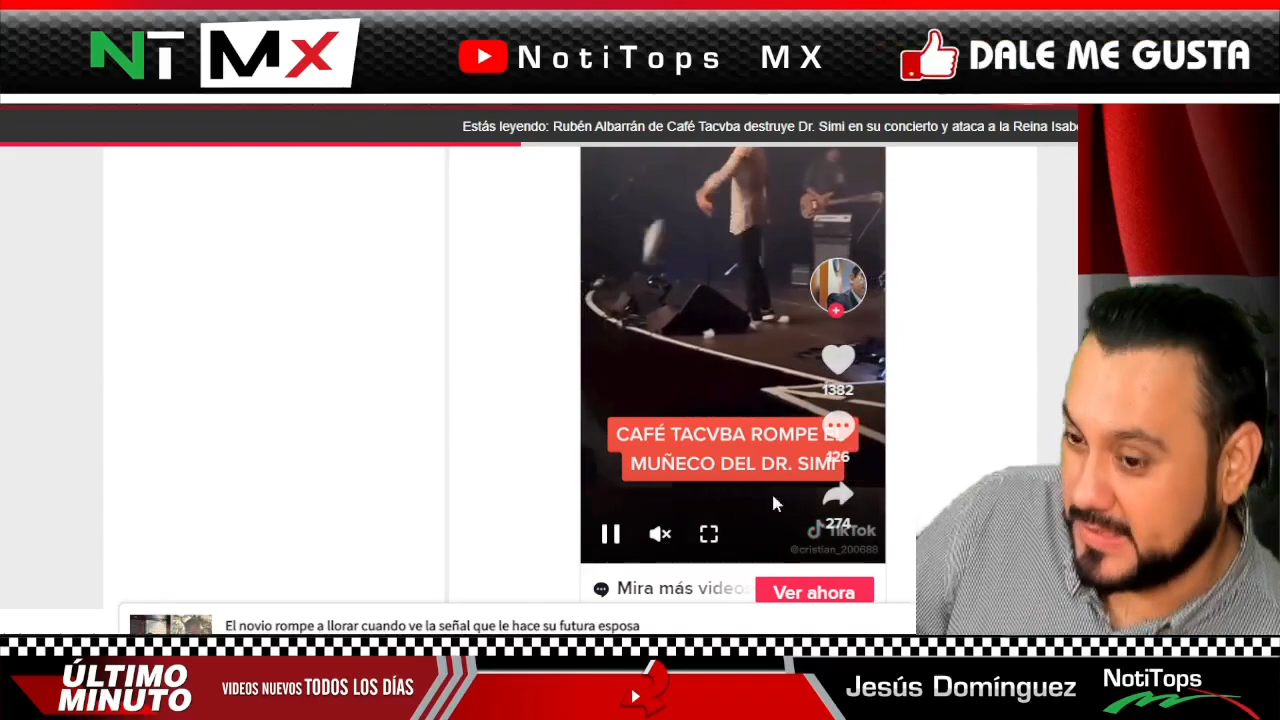 NT MX
NotiTops MX
DALE ME GUSTA
Estás leyendo: Rubén Albarrán de Café Tacvba destruye Dr. Simi en su concierto y ataca a la Reina
1382
CAFÉ TACVBA ROMPE
MUÑECO DEL DR. SIMI
126
274
TikTok
@cristian_200688
Mira más videos
Ver ahora
El novio rompe a llorar cuando ve la señal que le hace su futura esposa
ÚLTIMO
MINUTO
VIDEOS NUEVOS TODOS LOS DÍAS
Jesús Domínguez
NotiTops